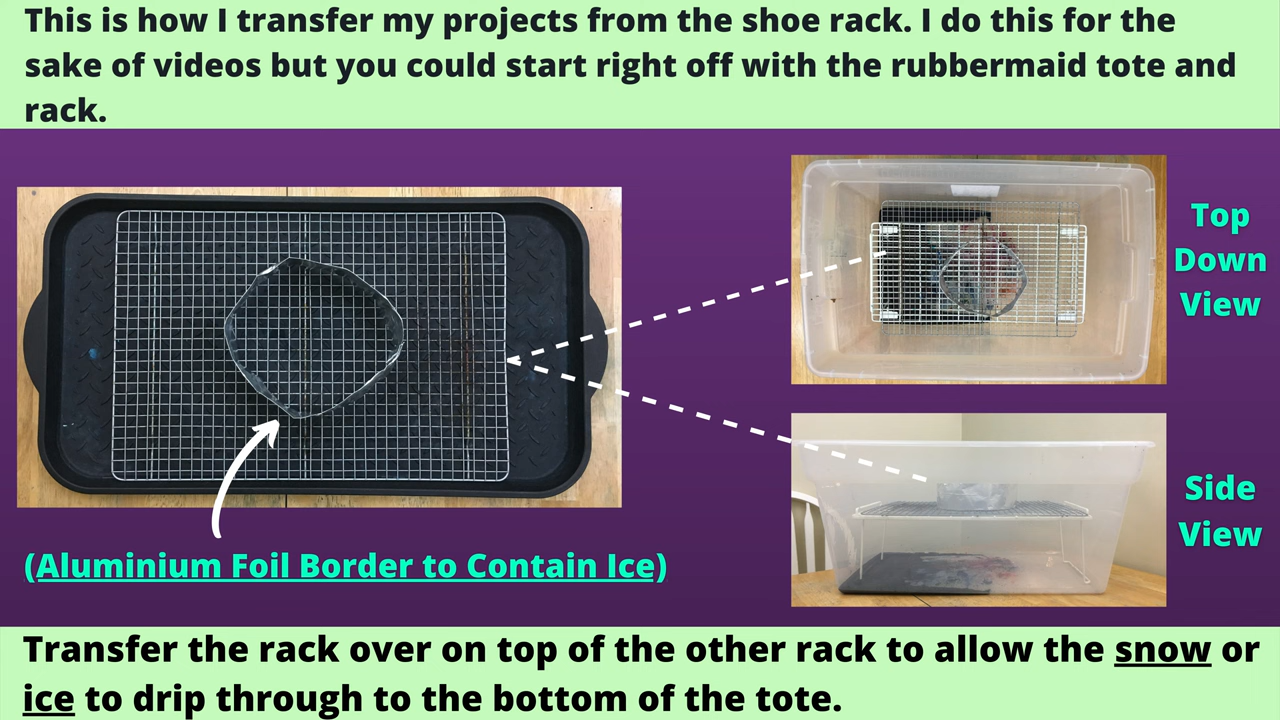 This is how I transfer my projects from the shoe rack. I do this for the
sake of videos but you could start right off with the rubbermaid tote and
rack.
Top
Down
View
Side
View
(Aluminium Foil Border to Contain Ice)
Transfer the rack over on top of the other rack to allow the snow or
ice to drip through to the bottom of the tote.